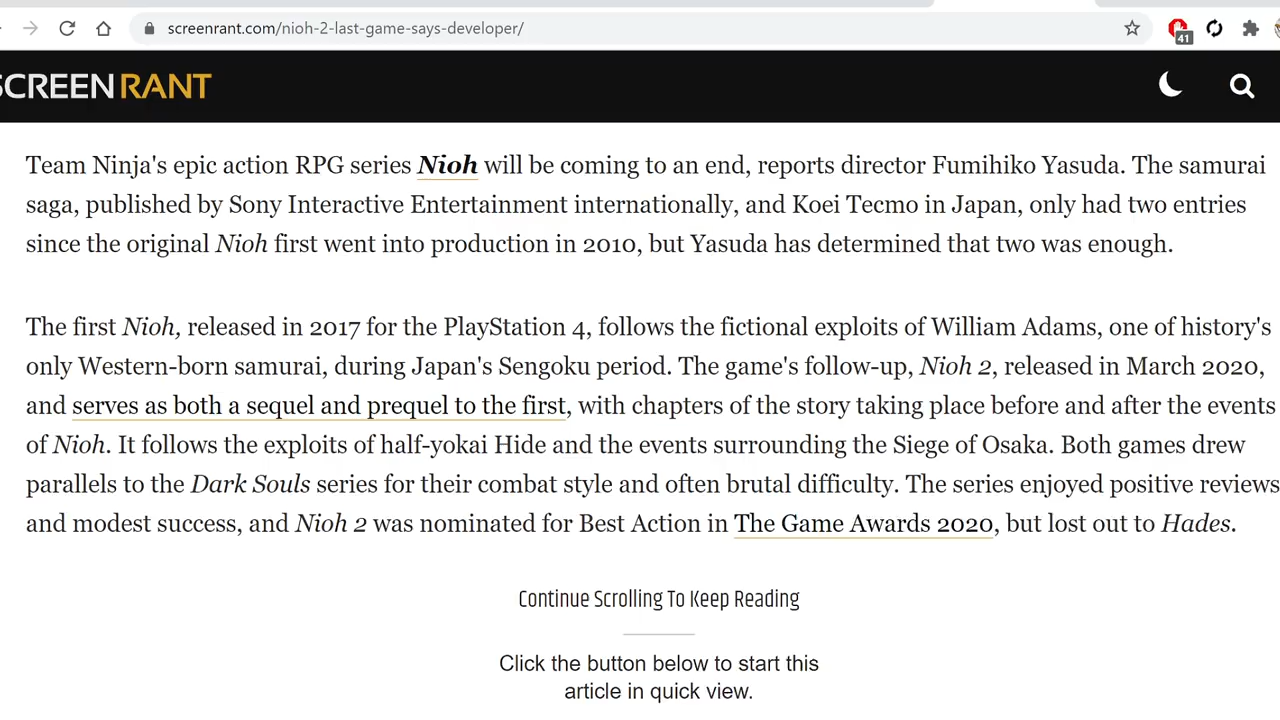 screenrant.com/nioh-2-last-game-says-developer/
41
SCREENRANT
Team Ninja's epic action RPG series Nioh will be coming to an end, reports director Fumihiko Yasuda. The samurai
saga, published by Sony Interactive Entertainment internationally, and Koei Tecmo in Japan, only had two entries
since the original Nioh first went into production in 2010, but Yasuda has determined that two was enough.
The first Nioh, released in 2017 for the PlayStation 4, follows the fictional exploits of William Adams, one of history's
only Western-born samurai, during Japan's Sengoku period. The game's follow-up, Nioh 2, released in March 2020,
and serves as both a sequel and prequel to the first, with chapters of the story taking place before and after the events
of Nioh. It follows the exploits of half-yokai Hide and the events surrounding the Siege of Osaka. Both games drew
parallels to the Dark Souls series for their combat style and often brutal difficulty. The series enjoyed positive reviews
and modest success, and Nioh 2 was nominated for Best Action in The Game Awards 2020, but lost out to Hades.
Continue Scrolling To Keep Reading
Click the button below to start this
article in quick view.